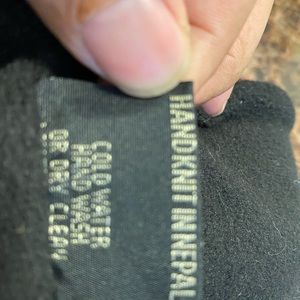 HANDKNIT IN NEPAL
COLD WATER
HAND WASH
OR DRY CLEAN